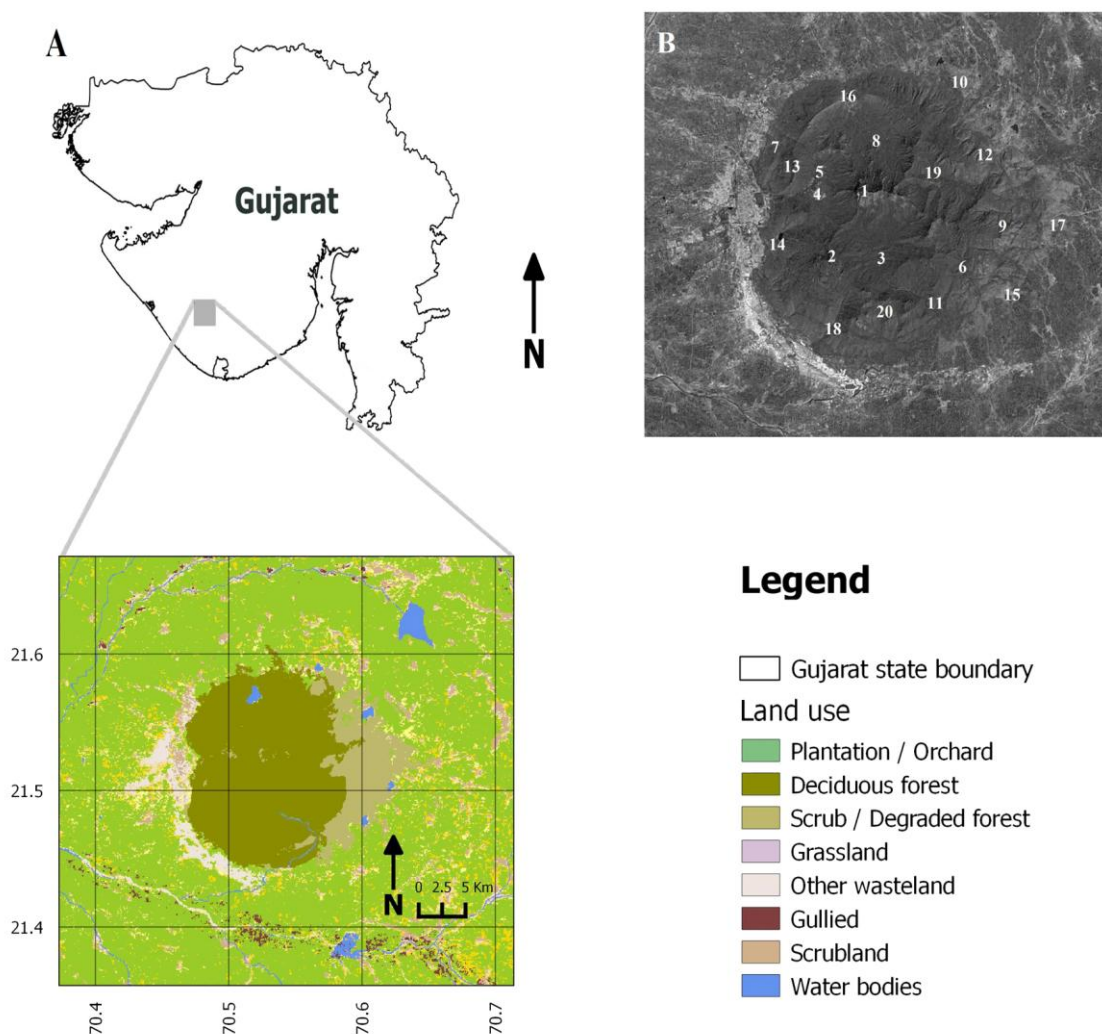 A
Gujarat
N
B
10
16
7
8
12
13
5
19
4
1
9
17
14
2
3
6
15
11
20
18
21.6
21.5
21.4
70.4
70.5
70.6
70.7
N
0 2.5 5 Km
Legend
Gujarat state boundary
Land use
Plantation / Orchard
Deciduous forest
Scrub / Degraded forest
Grassland
Other wasteland
Gullied
Scrubland
Water bodies